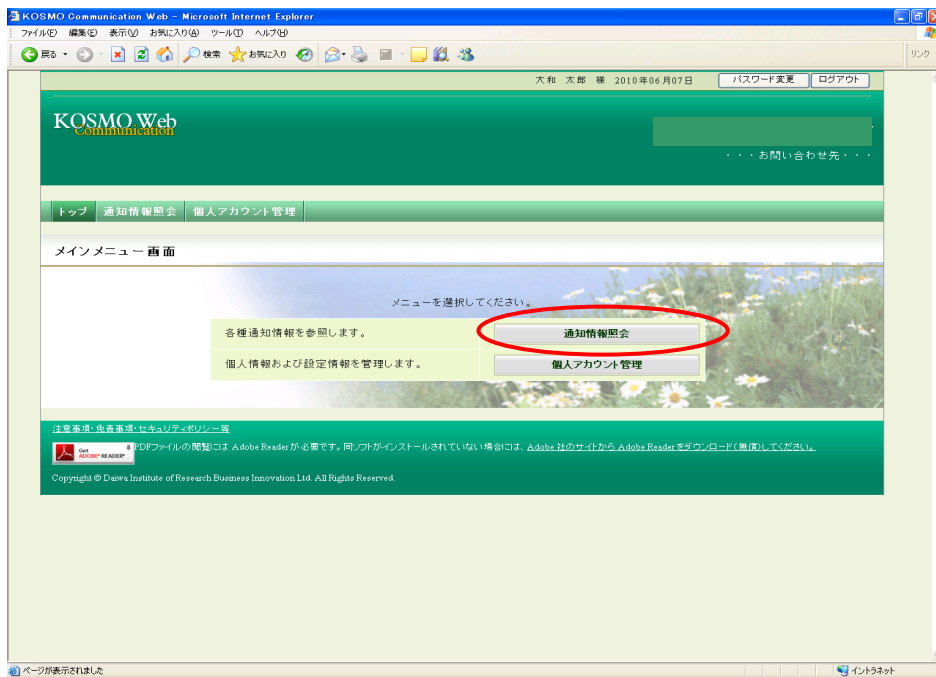 KOSMO Communication Web - Microsoft Internet Explorer
ファイル(F) 編集(E) 表示(V) お気に入り(A) ツール(T) ヘルプ(H)
戻る 検索 お気に入り リンク
大和 太郎 様 2010年06月07日 パスワード変更 ログアウト
KOSMO Web
Communication
・・・お問い合わせ先・・・
トップ 通知情報照会 個人アカウント管理
メインメニュー画面
メニューを選択してください。
各種通知情報を参照します。 通知情報照会
個人情報および設定情報を管理します。 個人アカウント管理
注意事項・免責事項・セキュリティポリシー等
Get ADOBE® READER® PDFファイルの閲覧には Adobe Readerが必要です。同ソフトがインストールされていない場合には、Adobe 社のサイトから Adobe Readerをダウンロード(無償)してください。
Copyright © Daiwa Institute of Research Business Innovation Ltd. All Rights Reserved.
ページが表示されました イントラネット